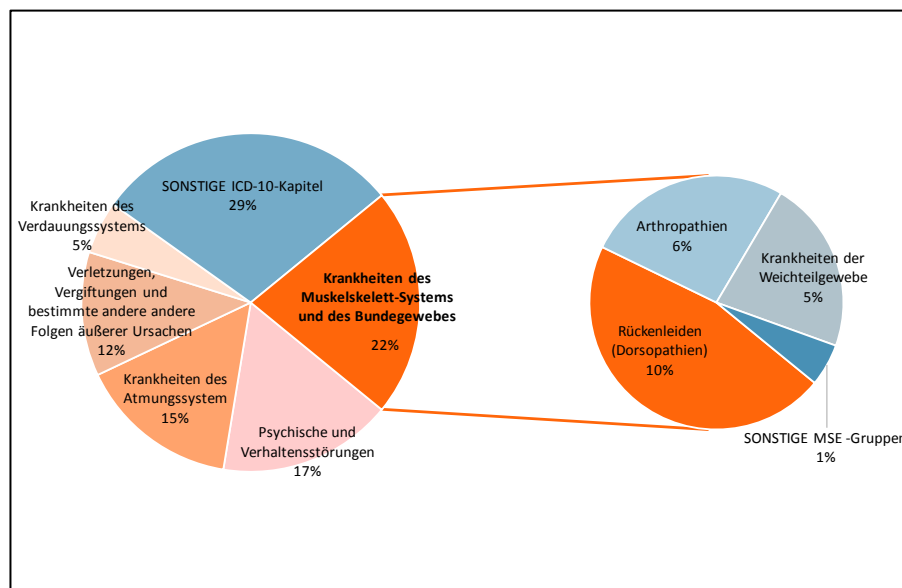 SONSTIGE ICD-10-Kapitel
29%
Krankheiten des
Verdauungssystems
5%
Verletzungen,
Vergiftungen und
bestimmte andere andere
Folgen äußerer Ursachen
12%
Krankheiten des
Atmungssystem
15%
Psychische und
Verhaltensstörungen
17%
Krankheiten des
Muskelskelett-Systems
und des Bundegewebes
22%
Arthropathien
6%
Krankheiten der
Weichteilgewebe
5%
Rückenleiden
(Dorsopathien)
10%
SONSTIGE MSE -Gruppen
1%